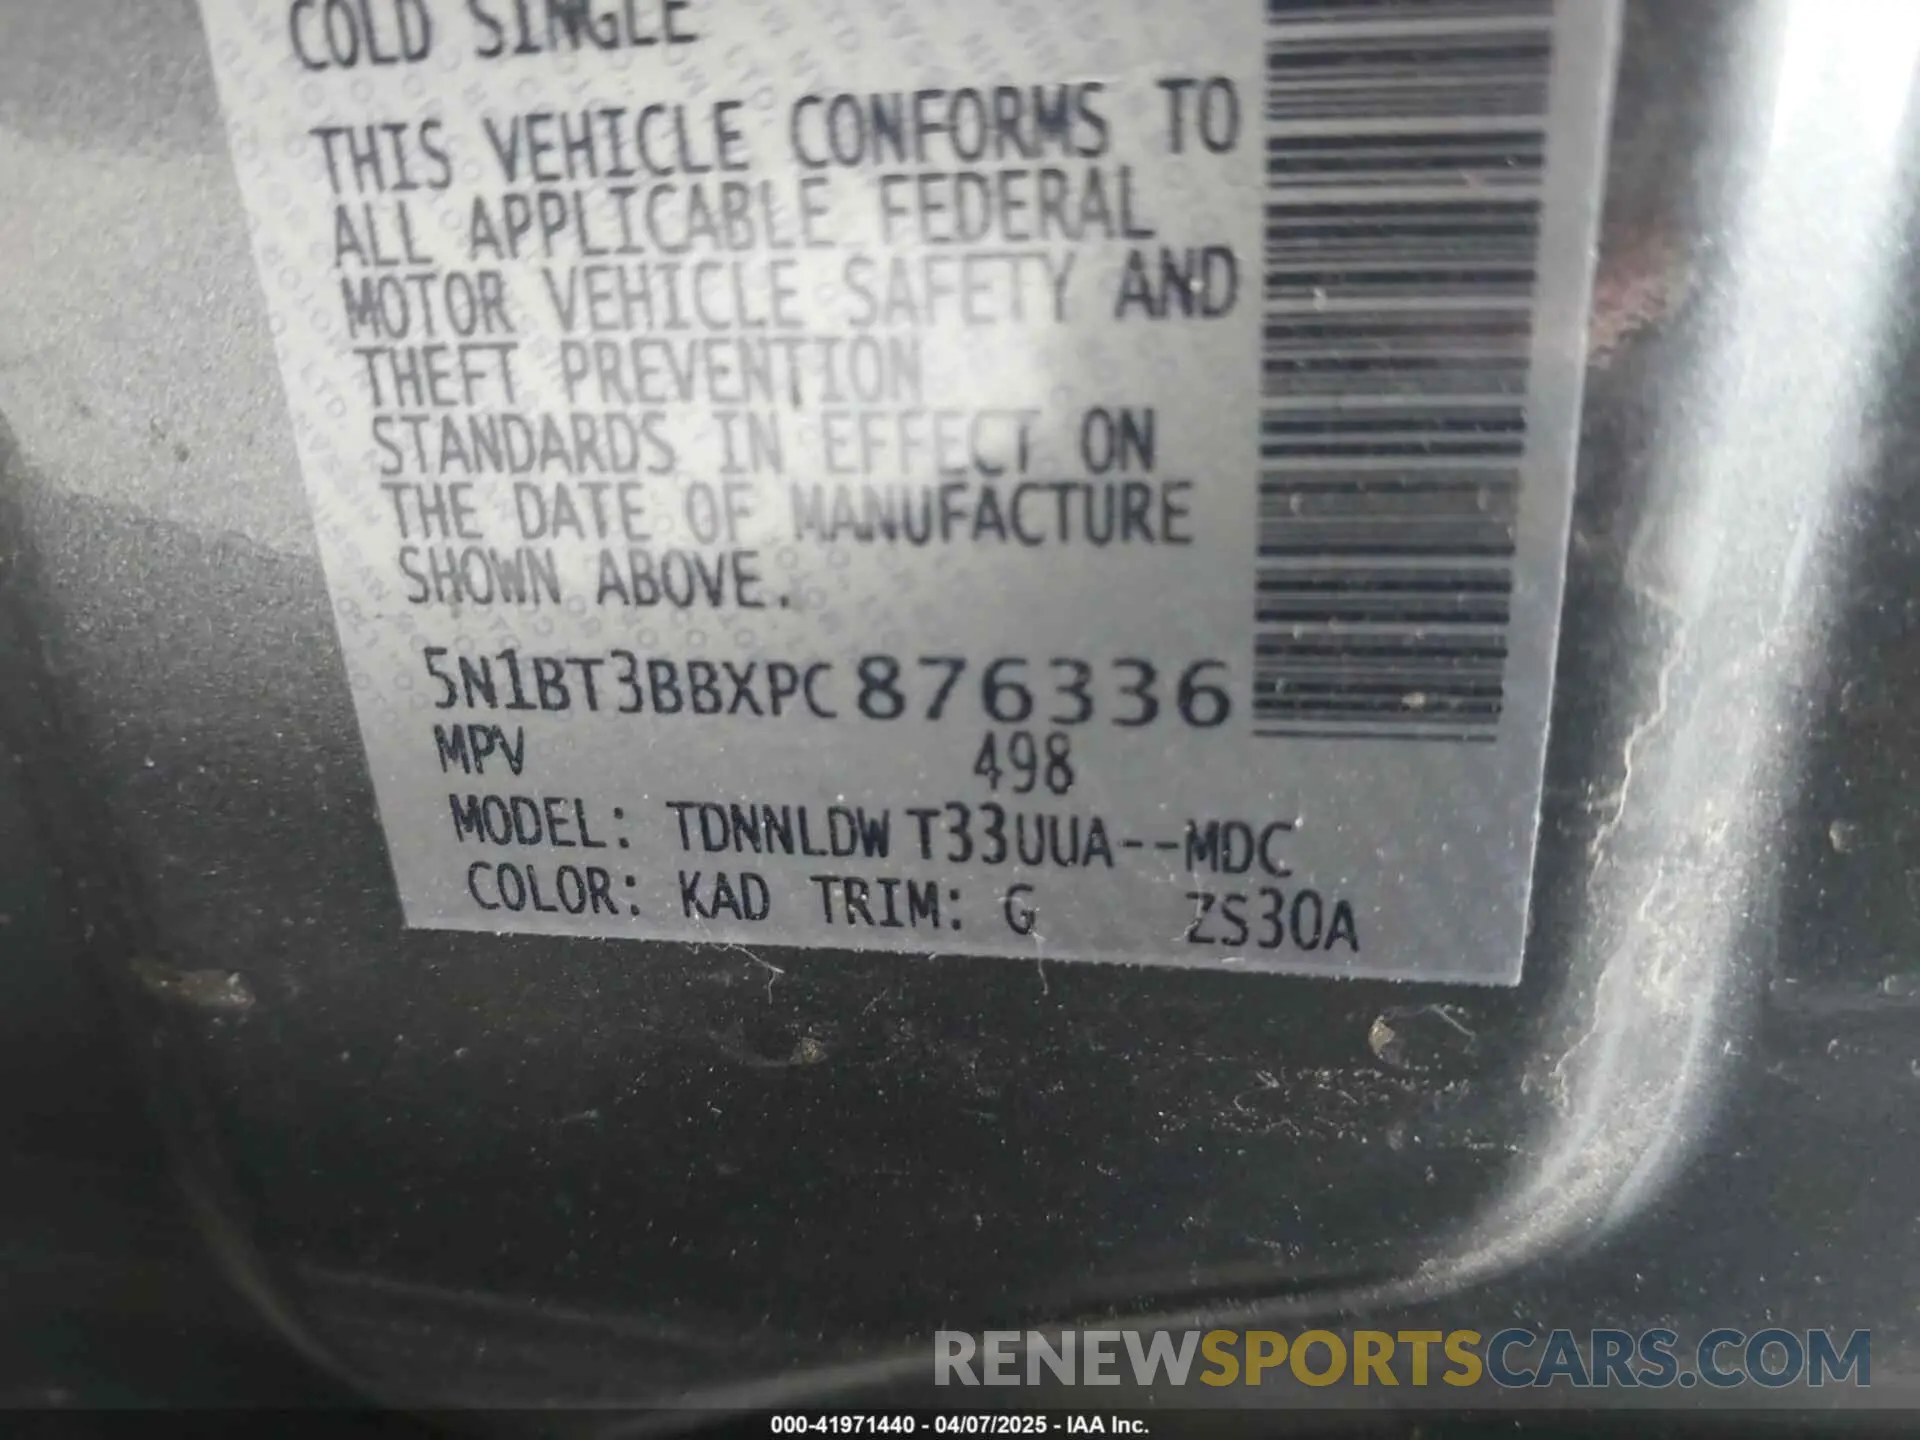 COLD SINGLE
THIS VEHICLE CONFORMS TO
ALL APPLICABLE FEDERAL
MOTOR VEHICLE SAFETY AND
THEFT PREVENTION
STANDARDS IN EFFECT ON
THE DATE OF MANUFACTURE
SHOWN ABOVE.
5N1BT3BBXPC876336
MPV 498
MODEL: TDNNLDW T33UUA--MDC
COLOR: KAD TRIM: G ZS30A
RENEWSPORTSCARS.COM
000-41971440 - 04/07/2025 - IAA Inc.